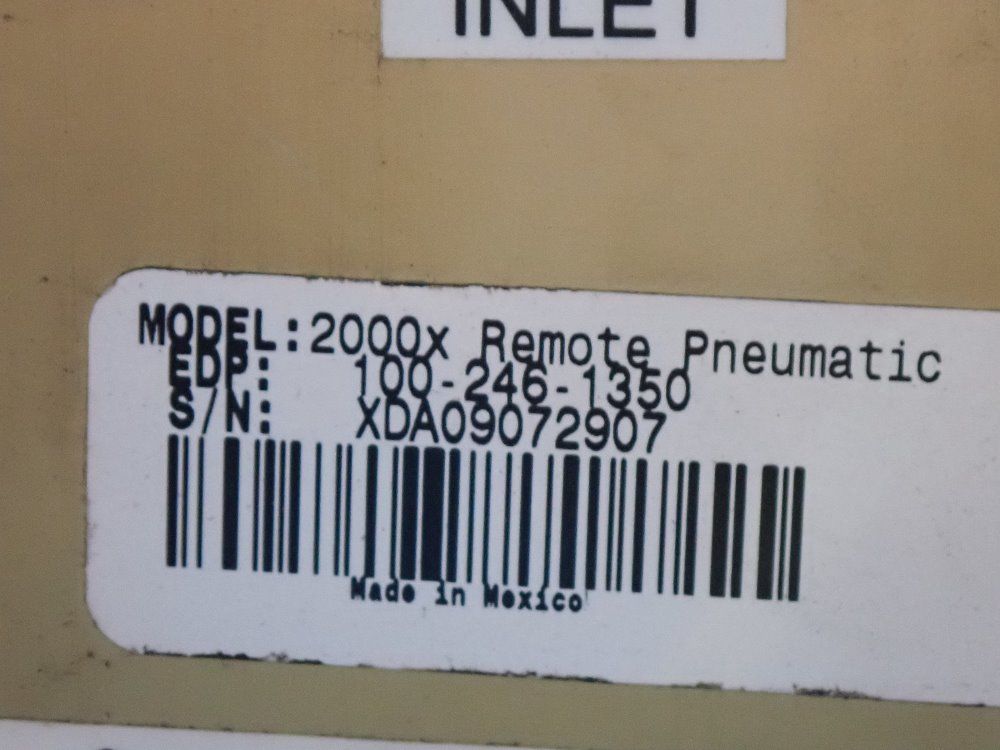 INLET
MODEL:2000x Remote Pneumatic
EDP: 100-246-1350
S/N: XDA09072907
Made in Mexico